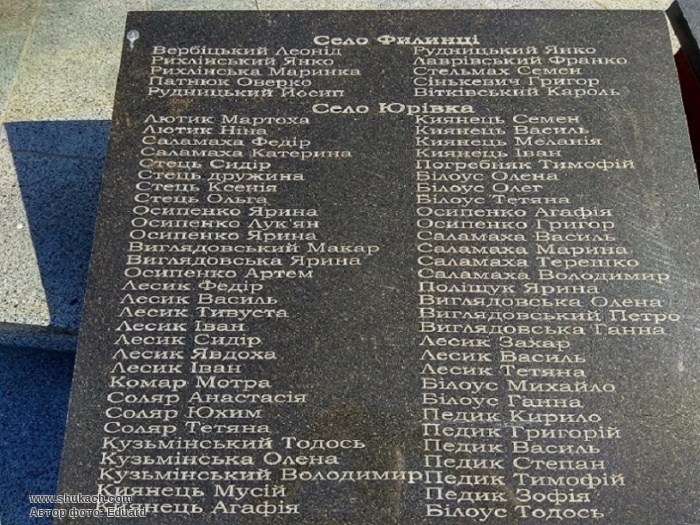 Село Филинці
Вербіцький Леонід
Рихлінський Янко
Рихлінська Маринка
Патнюк Оверко
Рудницький Йосип
Рудницький Янко
Лаврівський Франко
Стельмах Семен
Сінькевич Григор
Вітківський Кароль
Село Юрівка
Лютик Мартоха
Лютик Ніна
Саламаха Федір
Саламаха Катерина
Стець Сидір
Стець дружина
Стець Ксенія
Стець Ольга
Осипенко Ярина
Осипенко Лук'ян
Осипенко Ярина
Виглядовський Макар
Виглядовська Ярина
Осипенко Артем
Лесик Федір
Лесик Василь
Лесик Тивуста
Лесик Іван
Лесик Сидір
Лесик Явдоха
Лесик Іван
Комар Мотра
Соляр Анастасія
Соляр Юхим
Соляр Тетяна
Кузьмінський Тодось
Кузьмінська Олена
Кузьмінський Володимир
Киянець Мусій
Киянець Агафія
Киянець Семен
Киянець Василь
Киянець Меланія
Киянець Іван
Погребняк Тимофій
Білоус Олена
Білоус Олег
Білоус Тетяна
Осипенко Агафія
Осипенко Григор
Саламаха Василь
Саламаха Марина
Саламаха Терешко
Саламаха Володимир
Поліщук Ярина
Виглядовська Олена
Виглядовський Петро
Виглядовська Ганна
Лесик Захар
Лесик Василь
Лесик Тетяна
Білоус Михайло
Білоус Ганна
Педик Кирило
Педик Григорій
Педик Василь
Педик Степан
Педик Тимофій
Педик Зофія
Білоус Тодось
www.shukach.com
Автор фото: Eduard